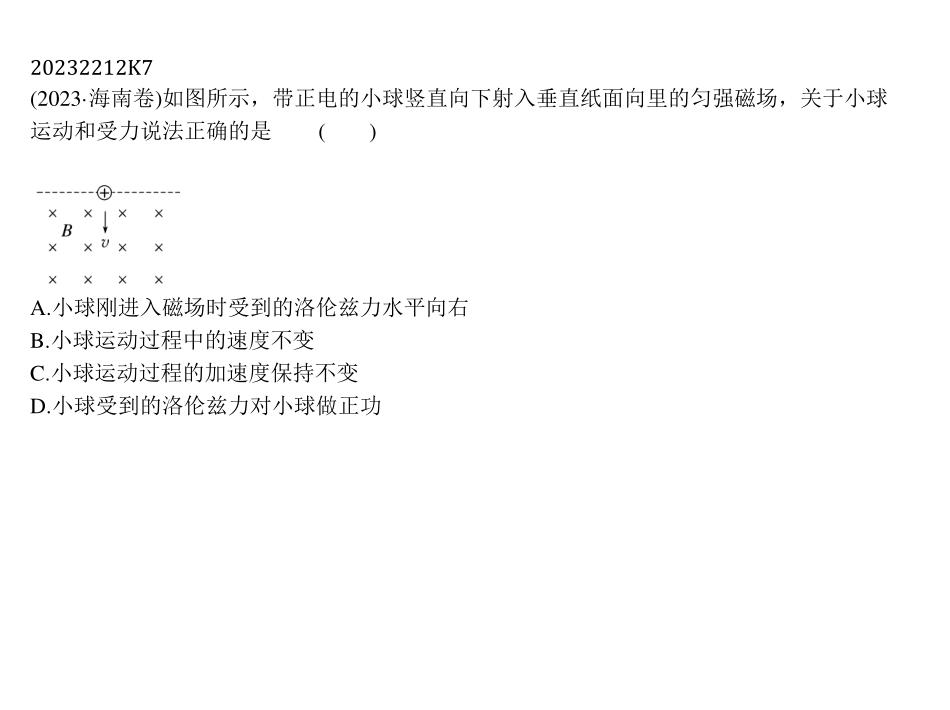 20232212K7
(2023·海南卷)如图所示，带正电的小球竖直向下射入垂直纸面向里的匀强磁场，关于小球
运动和受力说法正确的是 ( )
B
v
A.小球刚进入磁场时受到的洛伦兹力水平向右
B.小球运动过程中的速度不变
C.小球运动过程的加速度保持不变
D.小球受到的洛伦兹力对小球做正功